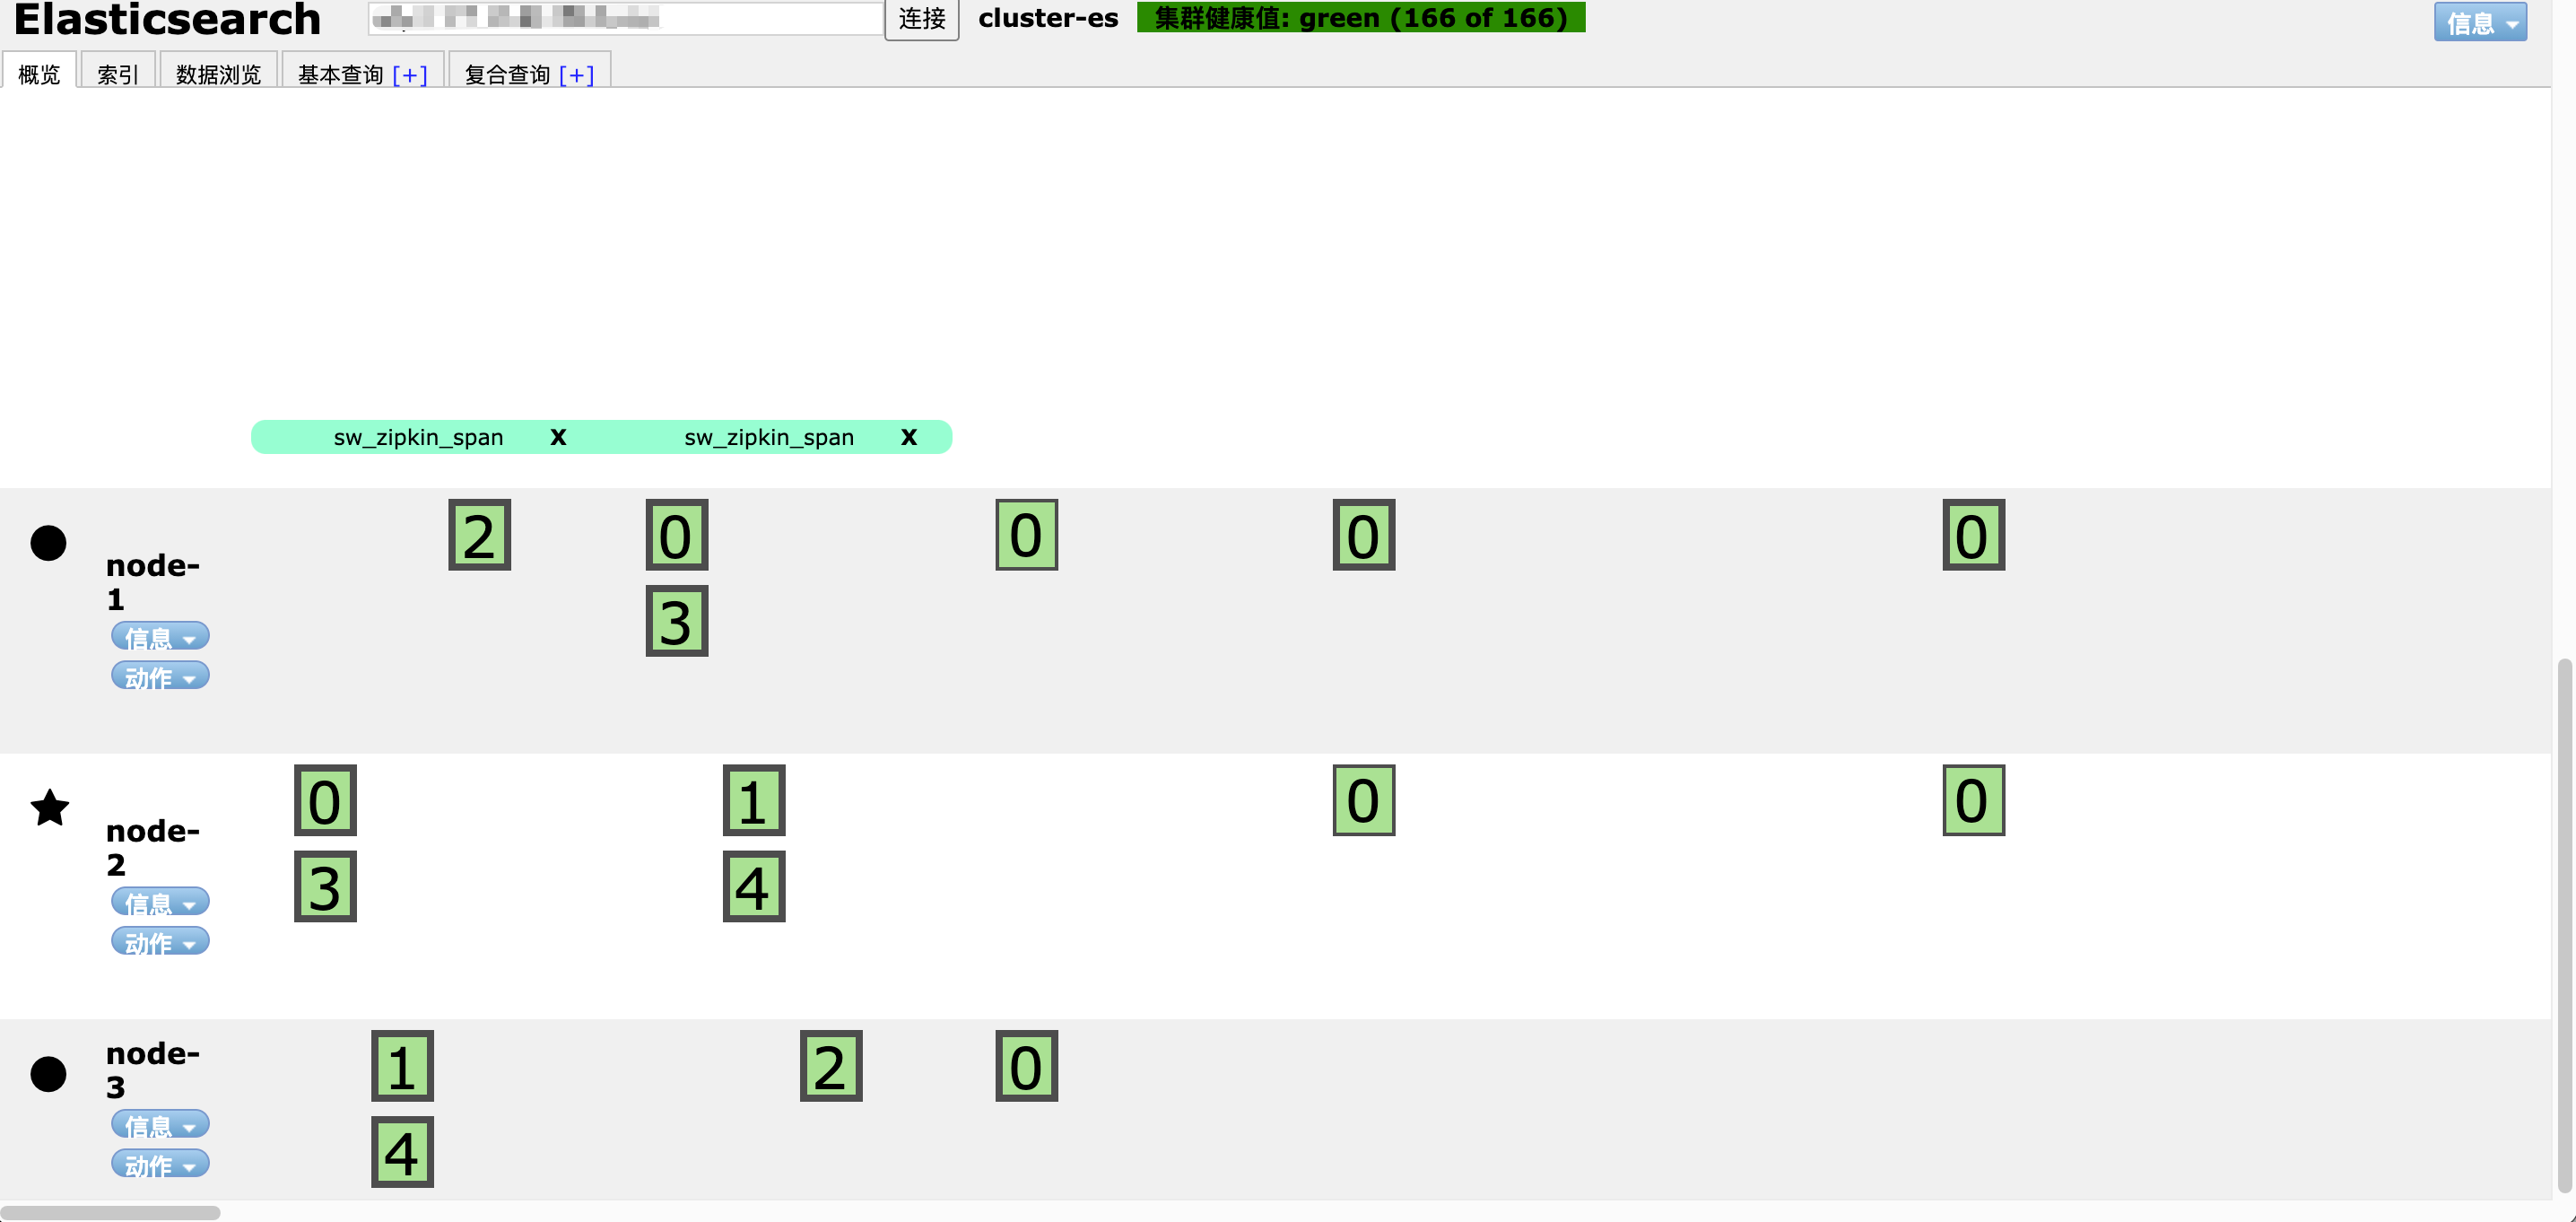 Elasticsearch 连接 cluster-es 集群健康值: green (166 of 166) 信息
概览 索引 数据浏览 基本查询 [+] 复合查询 [+]
sw_zipkin_span X sw_zipkin_span X
2 0 0 0 0
node-
1
3
信息
动作
0 1 0 0
node-
2
3 4
信息
动作
node-
3
1 2 0
信息
动作
4